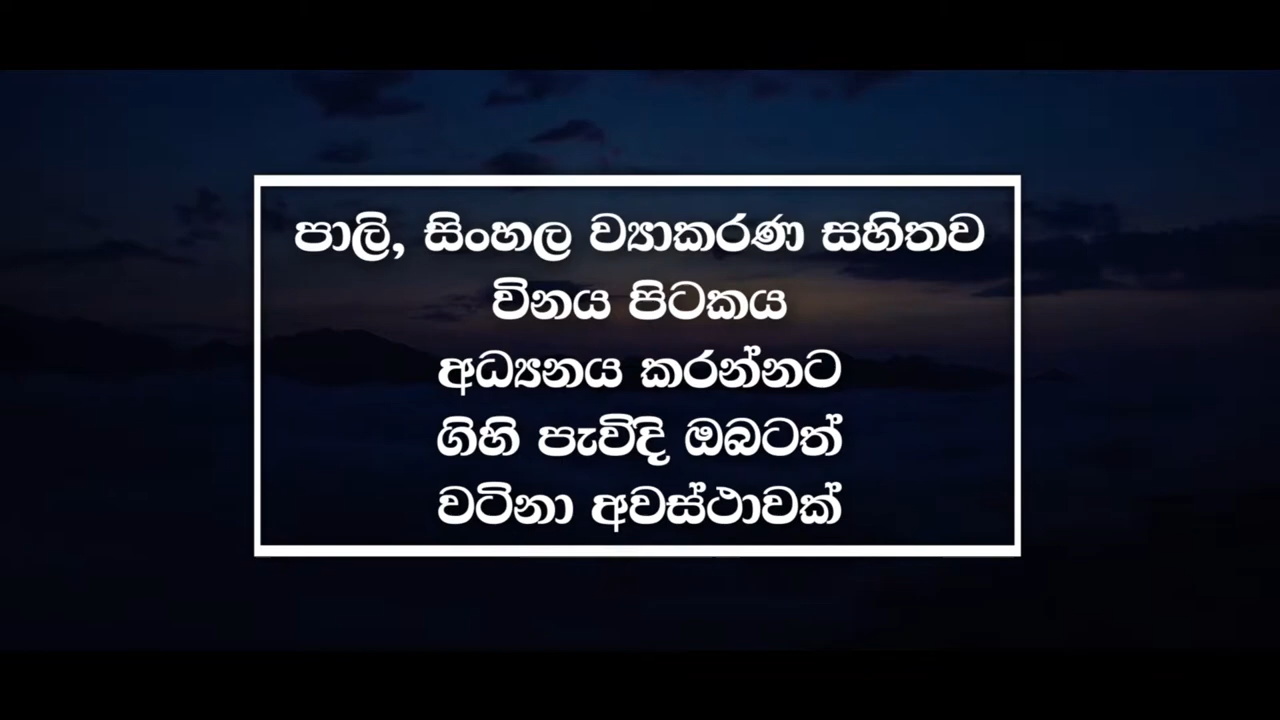 පාලි, සිංහල ව්‍යාකරණ සහිතව
විනය පිටකය
අධ්‍යනය කරන්නට
ගිහි පැවිදි ඔබටත්
වටිනා අවස්ථාවක්